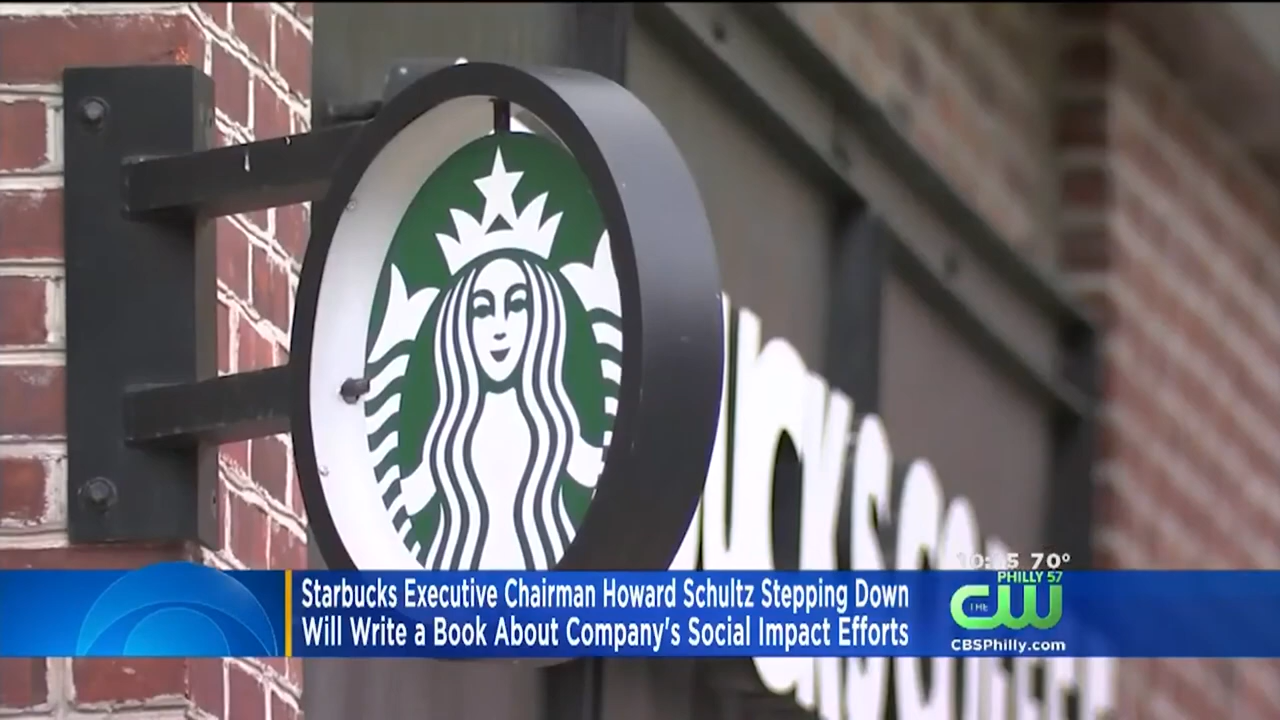 Starbucks Executive Chairman Howard Schultz Stepping Down
Will Write a Book About Company's Social Impact Efforts
70°
PHILLY 57
THE CW
CBSPhilly.com